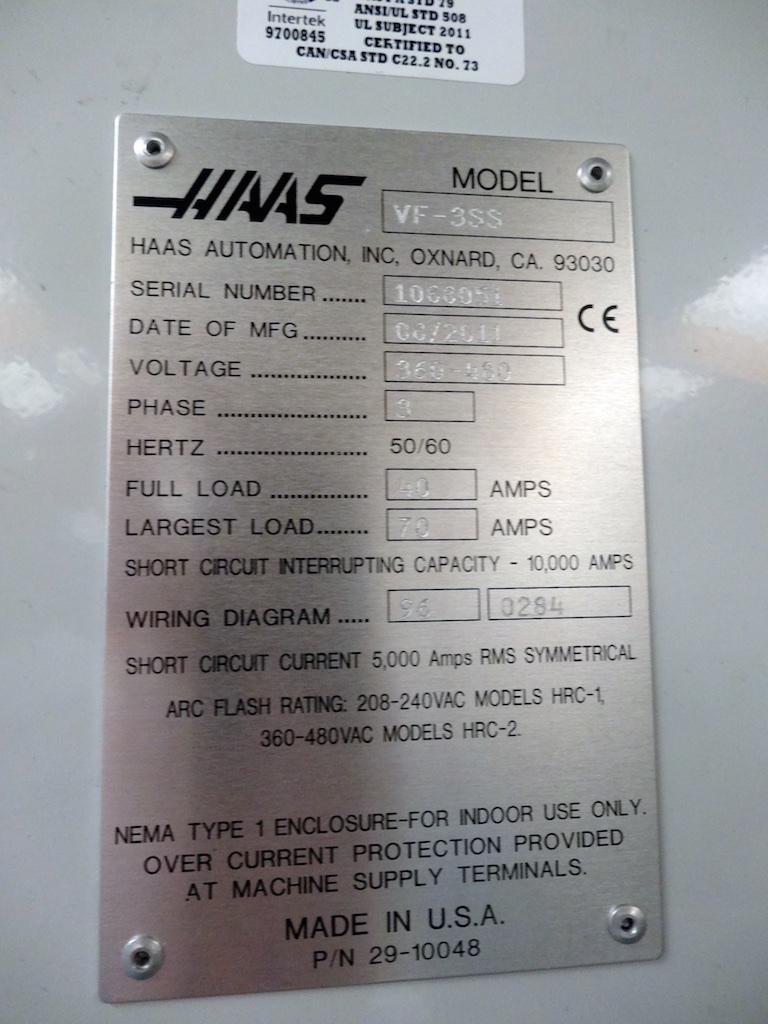 Intertek
9700845
ANSI/UL STD 508
UL SUBJECT 2011
CERTIFIED TO
CAN/CSA STD C22.2 NO. 73
HAAS
MODEL
VF-3SS
HAAS AUTOMATION, INC, OXNARD, CA. 93030
SERIAL NUMBER .......
DATE OF MFG..........
CE
VOLTAGE .................. 360-480
PHASE ....................... 3
HERTZ ....................... 50/60
FULL LOAD ............... 40 AMPS
LARGEST LOAD........ 70 AMPS
SHORT CIRCUIT INTERRUPTING CAPACITY - 10,000 AMPS
WIRING DIAGRAM ..... 96 0284
SHORT CIRCUIT CURRENT 5,000 Amps RMS SYMMETRICAL
ARC FLASH RATING: 208-240VAC MODELS HRC-1,
360-480VAC MODELS HRC-2.
NEMA TYPE 1 ENCLOSURE-FOR INDOOR USE ONLY.
OVER CURRENT PROTECTION PROVIDED
AT MACHINE SUPPLY TERMINALS.
MADE IN U.S.A.
P/N 29-10048